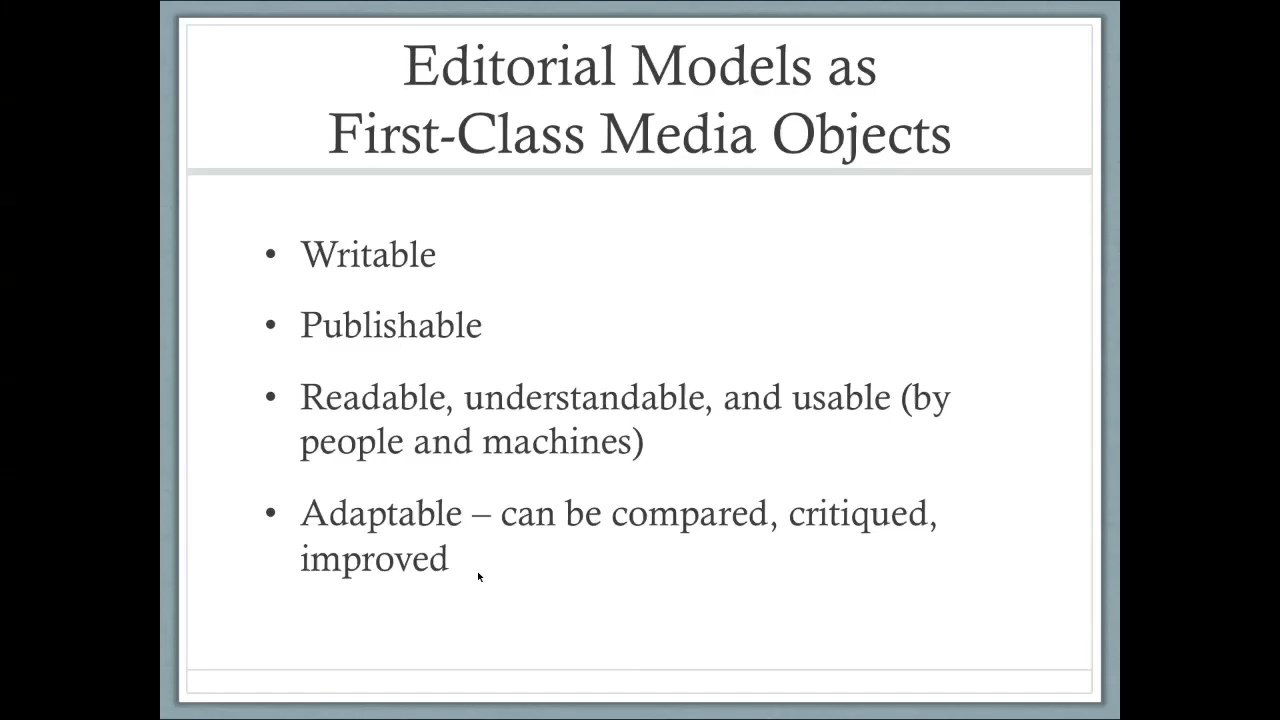 Editorial Models as
First-Class Media Objects
• Writable
• Publishable
• Readable, understandable, and usable (by
people and machines)
• Adaptable – can be compared, critiqued,
improved